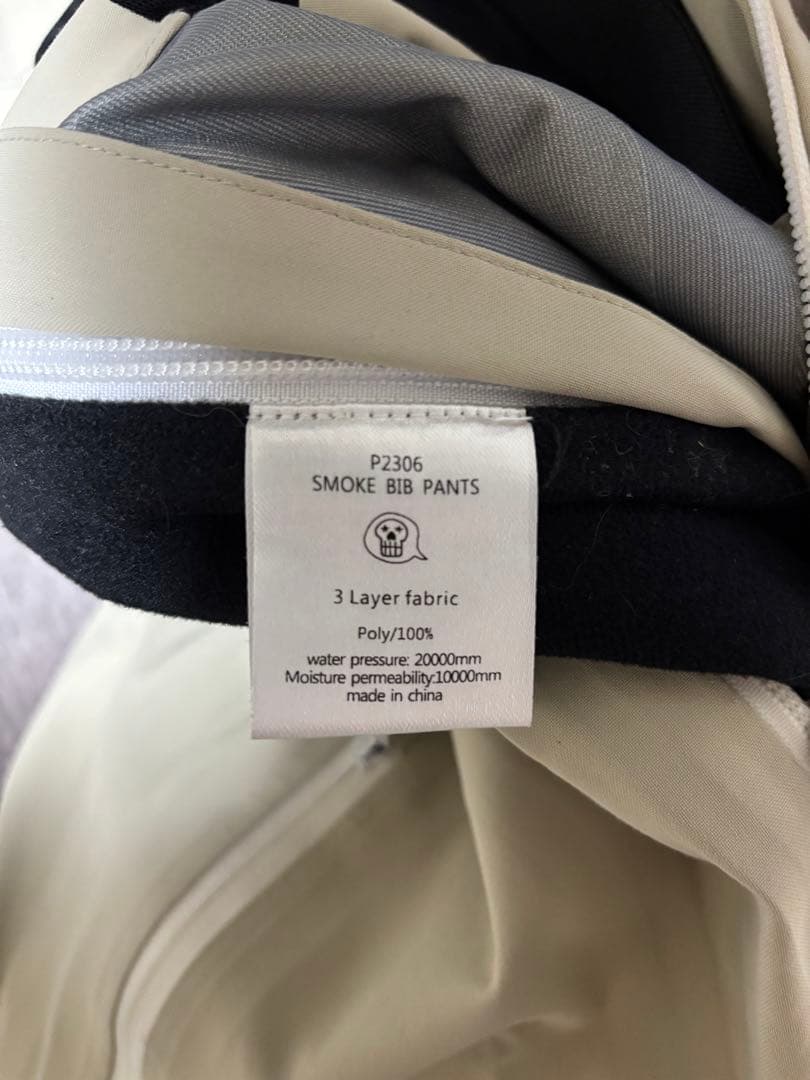 P2306
SMOKE BIB PANTS
3 Layer fabric
Poly/100%
water pressure: 20000mm
Moisture permeability:10000mm
made in china